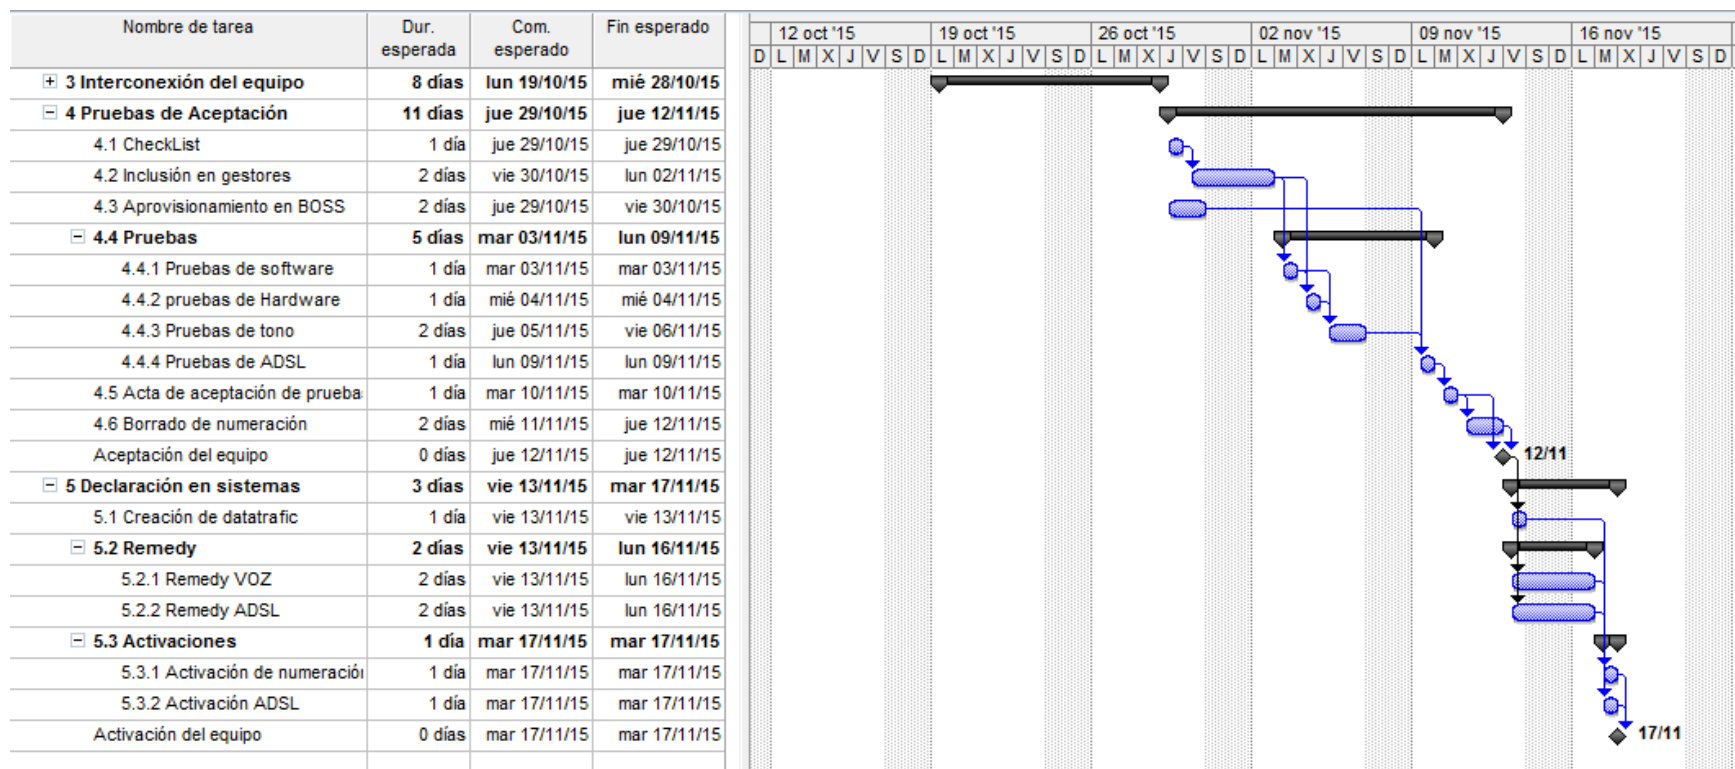 Nombre de tarea Dur. esperada Com. esperado Fin esperado
12 oct '15 19 oct '15 26 oct '15 02 nov '15 09 nov '15 16 nov '15
D L M X J V S D L M X J V S D L M X J V S D L M X J V S D L M X J V S D L M X J V S D
3 Interconexión del equipo 8 días lun 19/10/15 mié 28/10/15
4 Pruebas de Aceptación 11 días jue 29/10/15 jue 12/11/15
4.1 CheckList 1 día jue 29/10/15 jue 29/10/15
4.2 Inclusión en gestores 2 días vie 30/10/15 lun 02/11/15
4.3 Aprovisionamiento en BOSS 2 días jue 29/10/15 vie 30/10/15
4.4 Pruebas 5 días mar 03/11/15 lun 09/11/15
4.4.1 Pruebas de software 1 día mar 03/11/15 mar 03/11/15
4.4.2 pruebas de Hardware 1 día mié 04/11/15 mié 04/11/15
4.4.3 Pruebas de tono 2 días jue 05/11/15 vie 06/11/15
4.4.4 Pruebas de ADSL 1 día lun 09/11/15 lun 09/11/15
4.5 Acta de aceptación de prueba 1 día mar 10/11/15 mar 10/11/15
4.6 Borrado de numeración 2 días mié 11/11/15 jue 12/11/15
Aceptación del equipo 0 días jue 12/11/15 jue 12/11/15 12/11
5 Declaración en sistemas 3 días vie 13/11/15 mar 17/11/15
5.1 Creación de datatrafic 1 día vie 13/11/15 vie 13/11/15
5.2 Remedy 2 días vie 13/11/15 lun 16/11/15
5.2.1 Remedy VOZ 2 días vie 13/11/15 lun 16/11/15
5.2.2 Remedy ADSL 2 días vie 13/11/15 lun 16/11/15
5.3 Activaciones 1 día mar 17/11/15 mar 17/11/15
5.3.1 Activación de numeración 1 día mar 17/11/15 mar 17/11/15
5.3.2 Activación ADSL 1 día mar 17/11/15 mar 17/11/15
Activación del equipo 0 días mar 17/11/15 mar 17/11/15 17/11